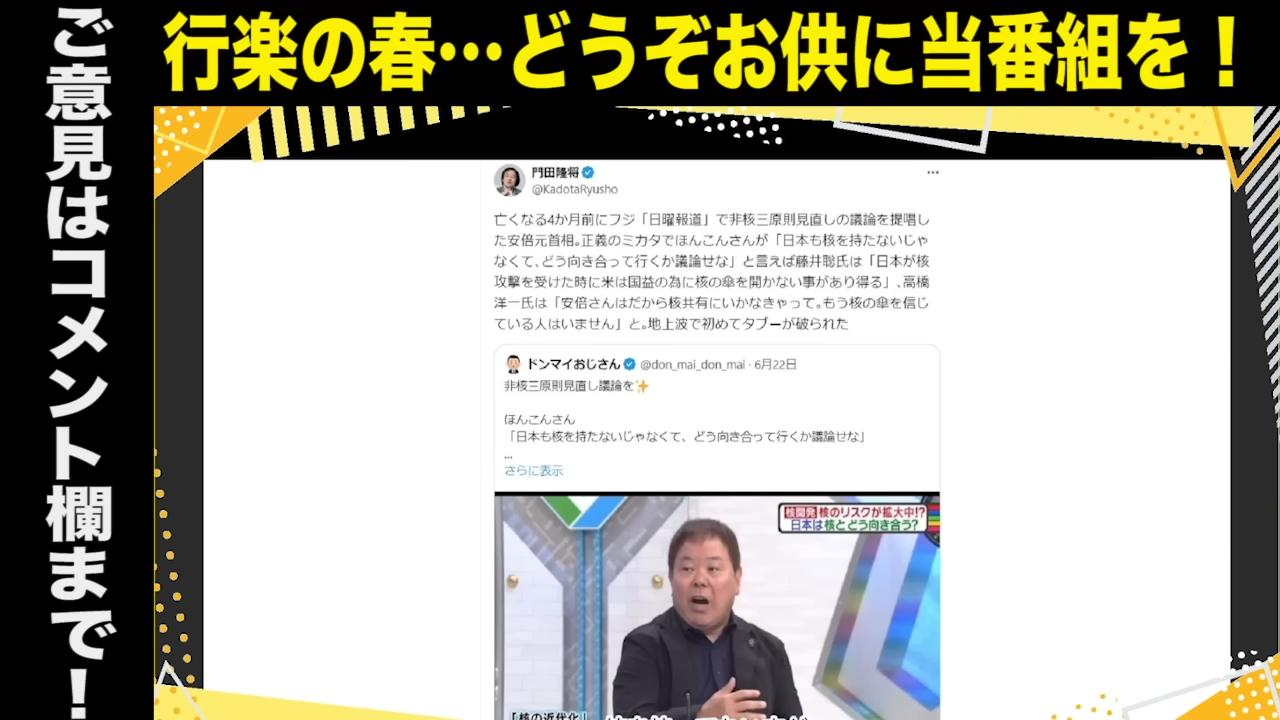 行楽の春…どうぞお供に当番組を！
ご意見はコメント欄まで！
門田隆将
@KadotaRyusho
亡くなる4か月前にフジ「日曜報道」で非核三原則見直しの議論を提唱し
た安倍元首相。正義のミカタでほんこんさんが「日本も核を持たないじゃ
なくて、どう向き合って行くか議論せな」と言えば藤井聡氏は「日本が核
攻撃を受けた時に米は国益の為に核の傘を開かない事があり得る」、高橋
洋一氏は「安倍さんはだから核共有にいかなきゃって。もう核の傘を信じ
ている人はいません」と。地上波で初めてタブーが破られた
ドンマイおじさん @don_mai_don_mai · 6月22日
非核三原則見直し議論を✨
ほんこんさん
「日本も核を持たないじゃなくて、どう向き合って行くか議論せな」
...
さらに表示
核開発 核のリスクが拡大中!?
日本は核とどう向き合う?
「核の近代化」